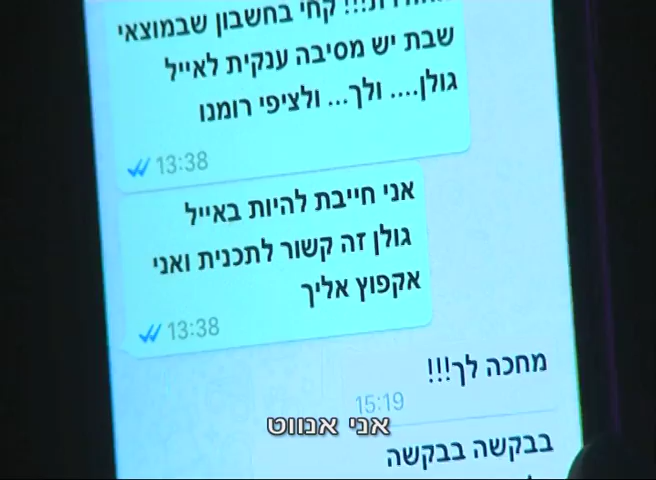 קחי בחשבון שבמוצאי
שבת יש מסיבה ענקית לאייל
גולן.... ולך... ולציפי רומנו
13:38
אני חייבת להיות באייל
גולן זה קשור לתכנית ואני
אקפוץ אליך
13:38
מחכה לך!!!
15:19
אני אנווט
בבקשה בבקשה